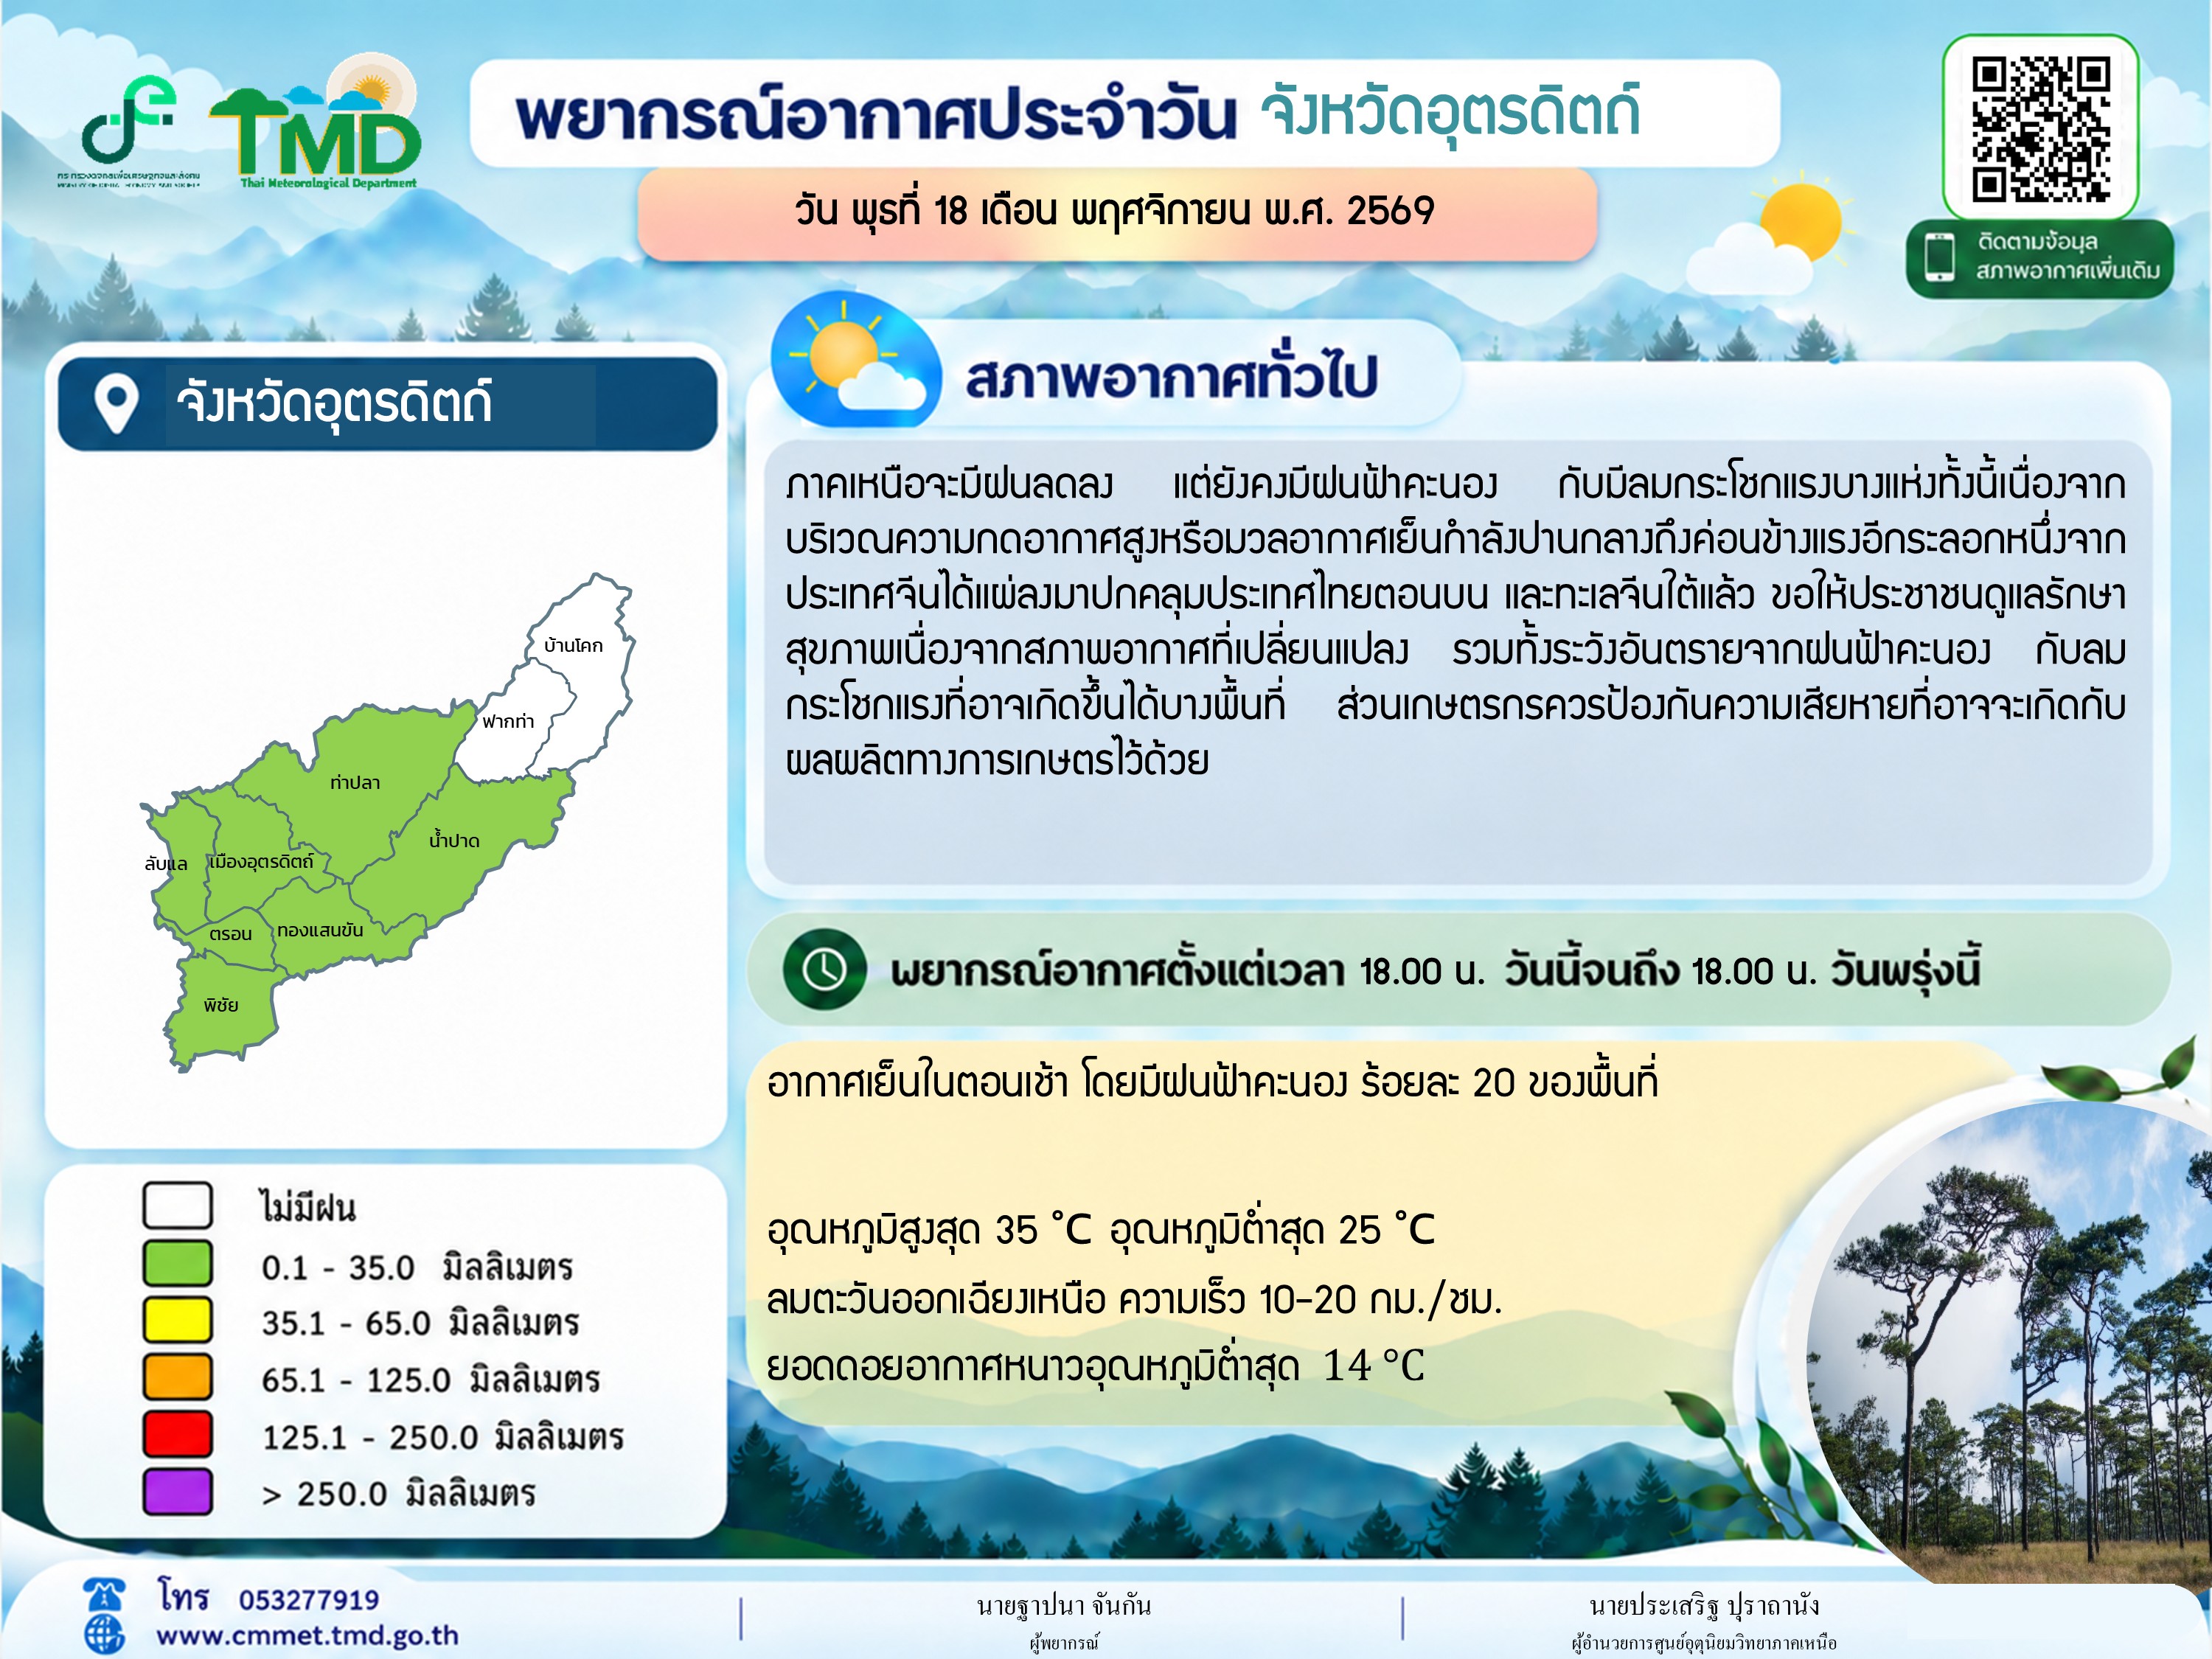 พยากรณ์อากาศประจำวัน จังหวัดอุตรดิตถ์
TMD
Thai Meteorological Department
วัน พุธที่ 18 เดือน พฤศจิกายน พ.ศ. 2569
ติดตามข้อมูล
สภาพอากาศเพิ่มเติม
จังหวัดอุตรดิตถ์
บ้านโคก
ฟากท่า
ท่าปลา
น้ำปาด
ลับแล
เมืองอุตรดิตถ์
ตรอน
ทองแสนขัน
พิชัย
ไม่มีฝน
0.1 - 35.0 มิลลิเมตร
35.1 - 65.0 มิลลิเมตร
65.1 - 125.0 มิลลิเมตร
125.1 - 250.0 มิลลิเมตร
> 250.0 มิลลิเมตร
สภาพอากาศทั่วไป
ภาคเหนือจะมีฝนลดลง แต่ยังคงมีฝนฟ้าคะนอง กับมีลมกระโชกแรงบางแห่งทั้งนี้เนื่องจาก
บริเวณความกดอากาศสูงหรือมวลอากาศเย็นกำลังปานกลางถึงค่อนข้างแรงอีกระลอกหนึ่งจาก
ประเทศจีนได้แผ่ลงมาปกคลุมประเทศไทยตอนบน และทะเลจีนใต้แล้ว ขอให้ประชาชนดูแลรักษา
สุขภาพเนื่องจากสภาพอากาศที่เปลี่ยนแปลง รวมทั้งระวังอันตรายจากฝนฟ้าคะนอง กับลม
กระโชกแรงที่อาจเกิดขึ้นได้บางพื้นที่ ส่วนเกษตรกรควรป้องกันความเสียหายที่อาจจะเกิดกับ
ผลผลิตทางการเกษตรไว้ด้วย
พยากรณ์อากาศตั้งแต่เวลา 18.00 น. วันนี้จนถึง 18.00 น. วันพรุ่งนี้
อากาศเย็นในตอนเช้า โดยมีฝนฟ้าคะนอง ร้อยละ 20 ของพื้นที่
อุณหภูมิสูงสุด 35 °C อุณหภูมิต่ำสุด 25 °C
ลมตะวันออกเฉียงเหนือ ความเร็ว 10-20 กม./ชม.
ยอดดอยอากาศหนาวอุณหภูมิต่ำสุด 14 °C
โทร 053277919
www.cmmet.tmd.go.th
นายฐาปนา จันกัน
ผู้พยากรณ์
นายประเสริฐ ปุราถานัง
ผู้อำนวยการศูนย์อุตุนิยมวิทยาภาคเหนือ